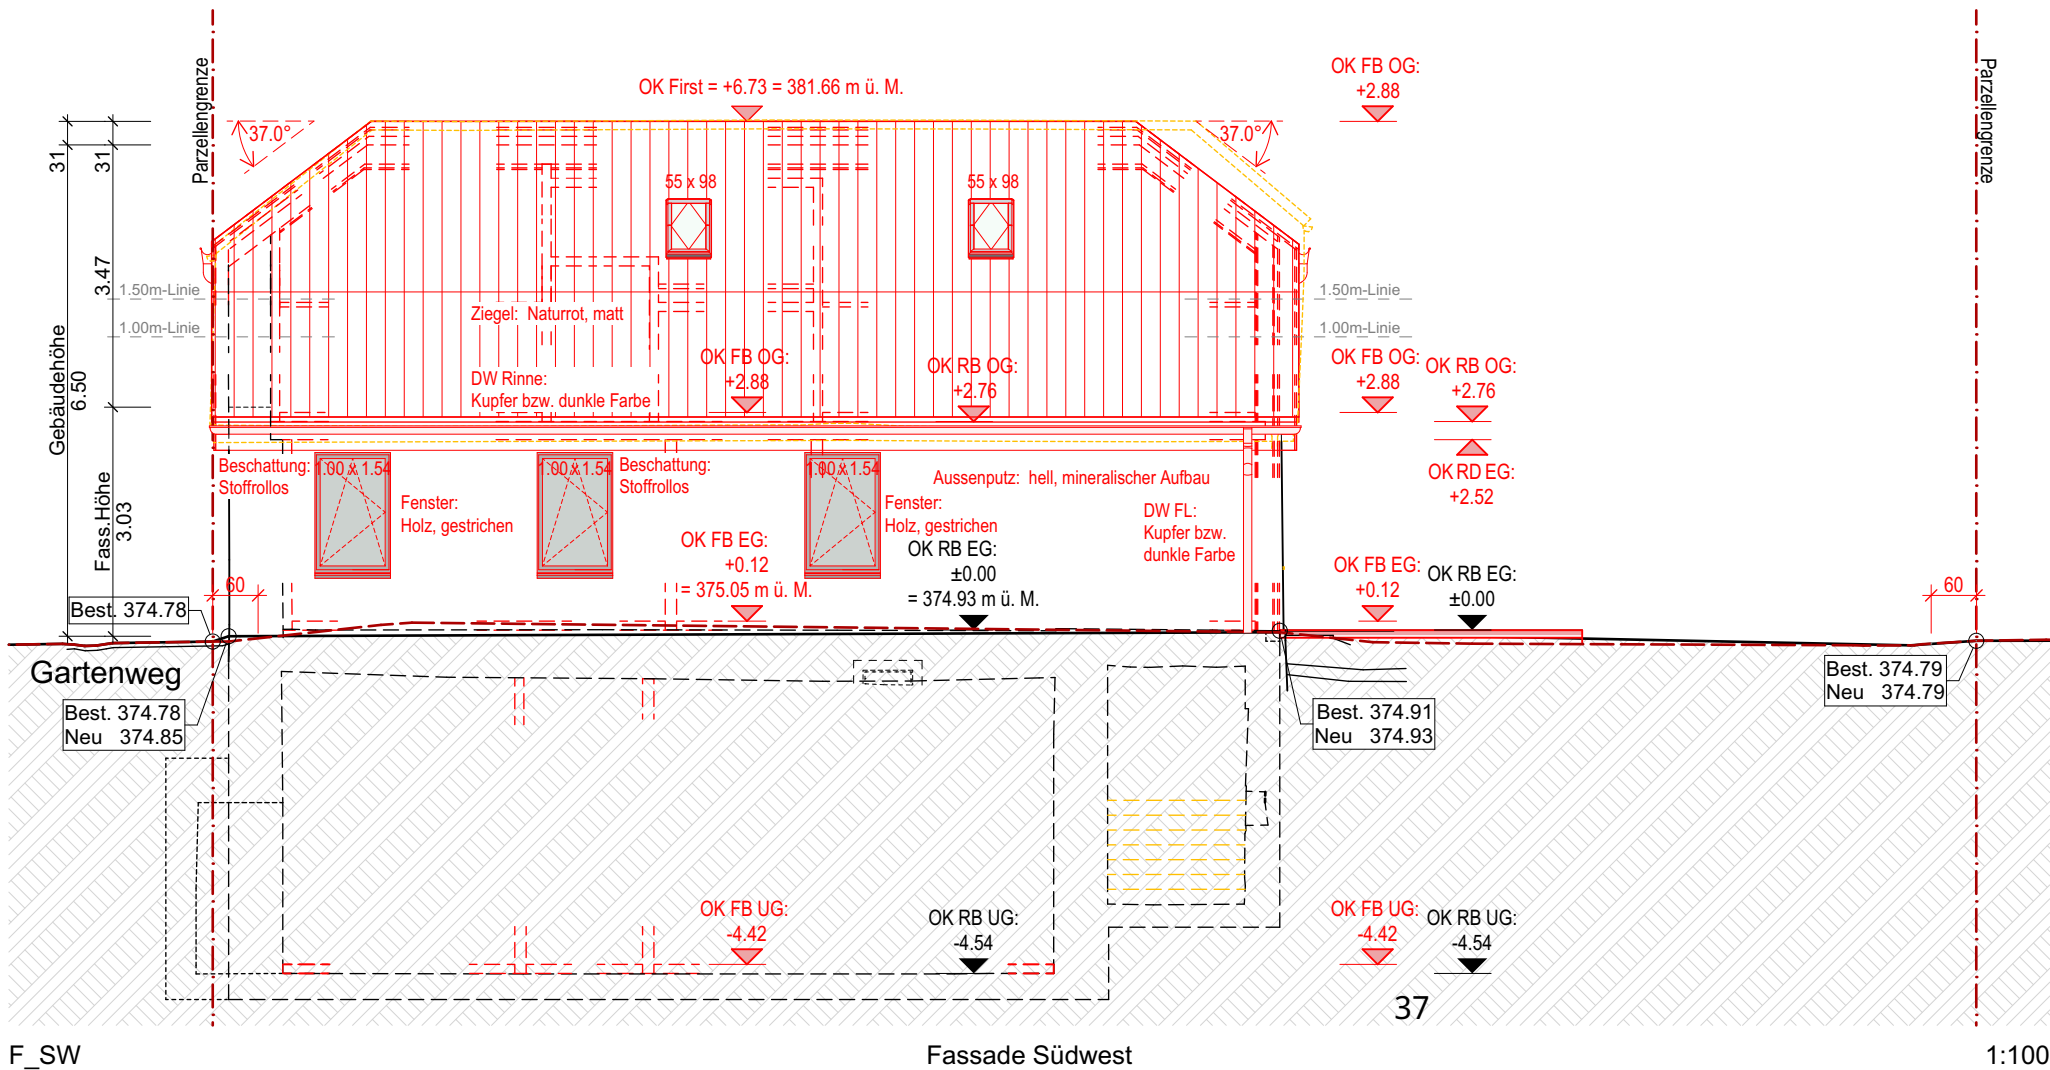 Parzellengrenze
Parzellengrenze
OK First = +6.73 = 381.66 m ü. M.
OK FB OG:
+2.88
37.0°
37.0°
31
31
55 x 98
55 x 98
3.47
1.50m-Linie
1.50m-Linie
1.00m-Linie
1.00m-Linie
Ziegel: Naturrot, matt
Gebäudehöhe
6.50
DW Rinne:
Kupfer bzw. dunkle Farbe
OK FB OG:
+2.88
OK RB OG:
+2.76
OK FB OG:
+2.88
OK RB OG:
+2.76
OK RD EG:
+2.52
Beschattung:
Stoffrollos
1.00 x 1.54
Fenster:
Holz, gestrichen
1.00 x 1.54
Beschattung:
Stoffrollos
1.00 x 1.54
Fenster:
Holz, gestrichen
Aussenputz: hell, mineralischer Aufbau
DW FL:
Kupfer bzw.
dunkle Farbe
Fass.Höhe
3.03
OK FB EG:
+0.12
= 375.05 m ü. M.
OK RB EG:
±0.00
= 374.93 m ü. M.
OK FB EG:
+0.12
OK RB EG:
±0.00
60
60
Best. 374.78
Gartenweg
Best. 374.78
Neu 374.85
Best. 374.91
Neu 374.93
Best. 374.79
Neu 374.79
OK FB UG:
-4.42
OK RB UG:
-4.54
OK FB UG:
-4.42
OK RB UG:
-4.54
37
F_SW
Fassade Südwest
1:100